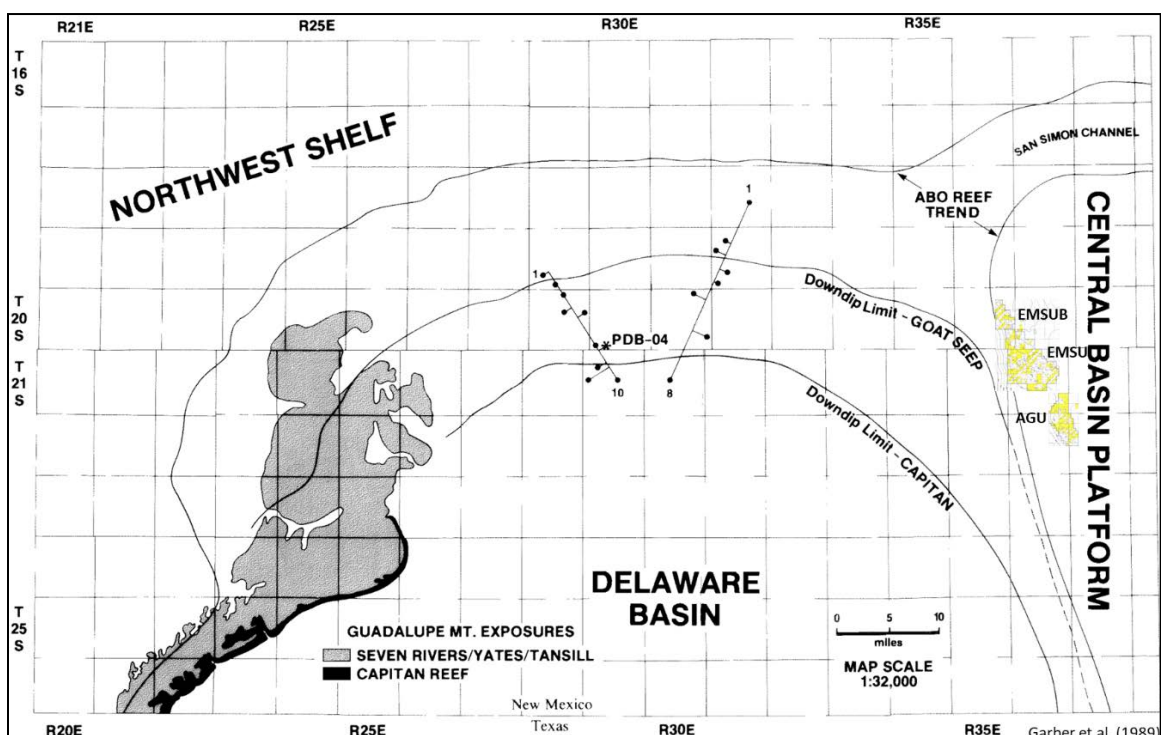 R21E
R25E
R30E
R35E
T
16
S
NORTHWEST SHELF
SAN SIMON CHANNEL
1
ABO REEF
TREND
CENTRAL BASIN PLATFORM
1
T
20
S
Downdip Limit - GOAT SEEP
EMSUB
PDB-04
EMSU
T
21
S
10
8
AGU
Downdip Limit - CAPITAN
DELAWARE
BASIN
T
25
S
0
5
10
miles
GUADALUPE MT. EXPOSURES
SEVEN RIVERS/YATES/TANSILL
CAPITAN REEF
MAP SCALE
1:32,000
New Mexico
Texas
R20E
R25E
R30E
R35E
Garber et al. (1989)